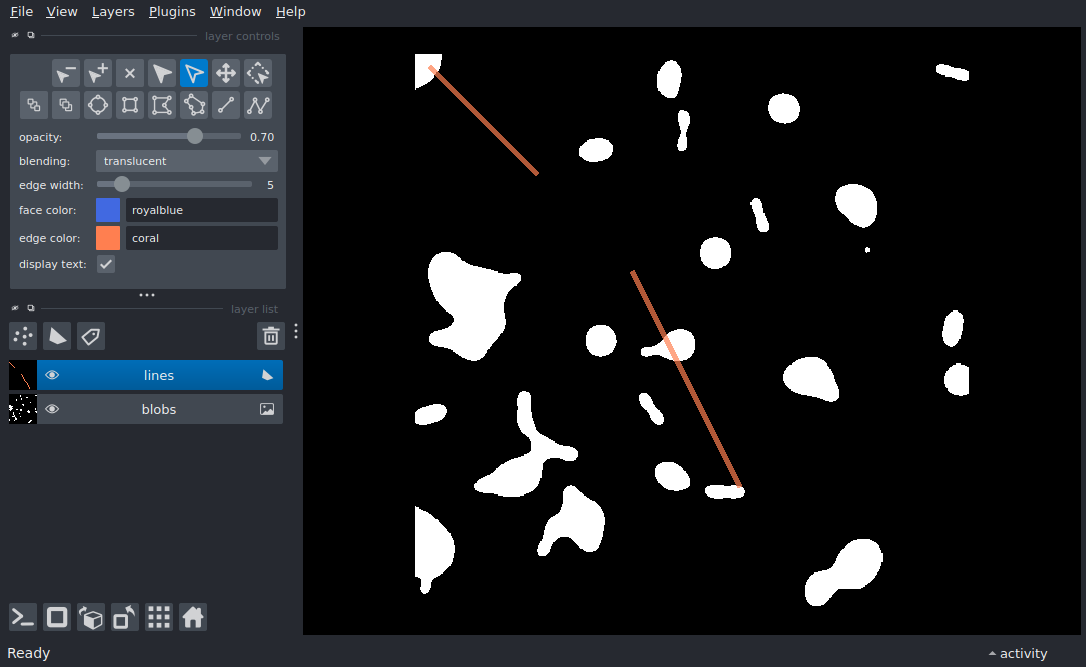 File View Layers Plugins Window Help
layer controls
opacity: 0.70
blending: translucent
edge width: 5
face color: royalblue
edge color: coral
display text:
layer list
lines
blobs
Ready
activity